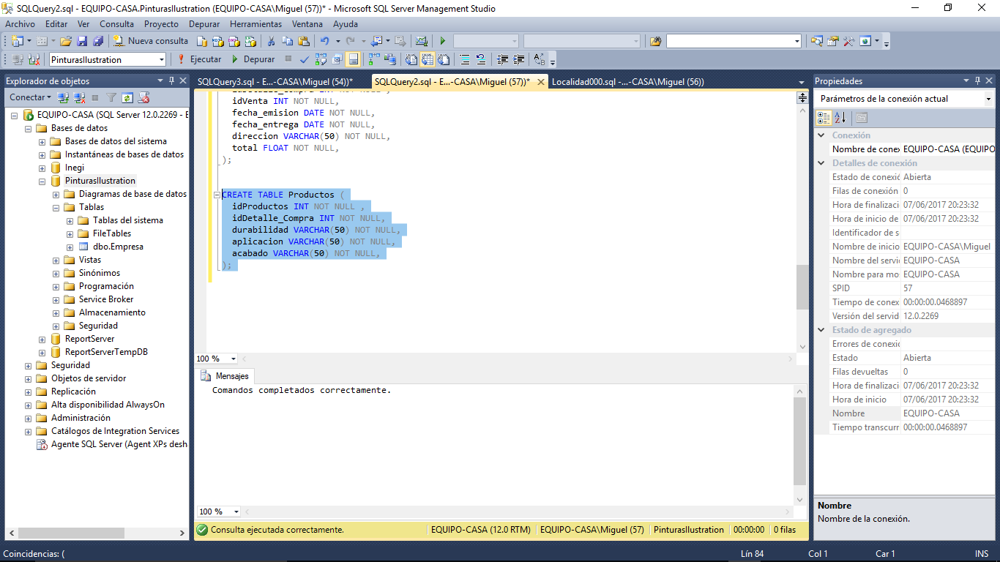 SQLQuery2.sql - EQUIPO-CASA.PinturasIlustration (EQUIPO-CASA\Miguel (57))* - Microsoft SQL Server Management Studio
Archivo Editar Ver Consulta Proyecto Depurar Herramientas Ventana Ayuda
Nueva consulta
PinturasIlustration Ejecutar Depurar
Explorador de objetos
Conectar
EQUIPO-CASA (SQL Server 12.0.2269 - E
Bases de datos
Bases de datos del sistema
Instantáneas de bases de datos
Inegi
PinturasIlustration
Diagramas de base de datos
Tablas
Tablas del sistema
FileTables
dbo.Empresa
Vistas
Sinónimos
Programación
Service Broker
Almacenamiento
Seguridad
ReportServer
ReportServerTempDB
Seguridad
Objetos de servidor
Replicación
Alta disponibilidad AlwaysOn
Administración
Catálogos de Integration Services
Agente SQL Server (Agent XPs desh
SQLQuery3.sql - E...-CASA\Miguel (54))* SQLQuery2.sql - E...-CASA\Miguel (57))* Localidad000.sql -...-CASA\Miguel (56))
idVenta INT NOT NULL,
fecha_emision DATE NOT NULL,
fecha_entrega DATE NOT NULL,
direccion VARCHAR(50) NOT NULL,
total FLOAT NOT NULL,
);
CREATE TABLE Productos (
idProductos INT NOT NULL ,
idDetalle_Compra INT NOT NULL,
durabilidad VARCHAR(50) NOT NULL,
aplicacion VARCHAR(50) NOT NULL,
acabado VARCHAR(50) NOT NULL,
);
100 %
Mensajes
Comandos completados correctamente.
100 %
Consulta ejecutada correctamente. EQUIPO-CASA (12.0 RTM) EQUIPO-CASA\Miguel (57) PinturasIlustration 00:00:00 0 filas
Propiedades
Parámetros de la conexión actual
Conexión
Nombre de conex EQUIPO-CASA (EQUIPO
Detalles de conexión
Estado de conexió Abierta
Filas de conexión 0
Hora de finalizaci 07/06/2017 20:23:32
Hora de inicio de 07/06/2017 20:23:32
Identificador de s
Nombre de inicio EQUIPO-CASA\Miguel
Nombre del servi EQUIPO-CASA
Nombre para mos EQUIPO-CASA
SPID 57
Tiempo de conex 00:00:00.0468897
Versión del servid 12.0.2269
Estado de agregado
Errores de conexic
Estado Abierta
Filas devueltas 0
Hora de finalizaci 07/06/2017 20:23:32
Hora de inicio 07/06/2017 20:23:32
Nombre EQUIPO-CASA
Tiempo transcurr 00:00:00.0468897
Nombre
Nombre de la conexión.
Coincidencias: ( Lín 84 Col 1 Car 1 INS